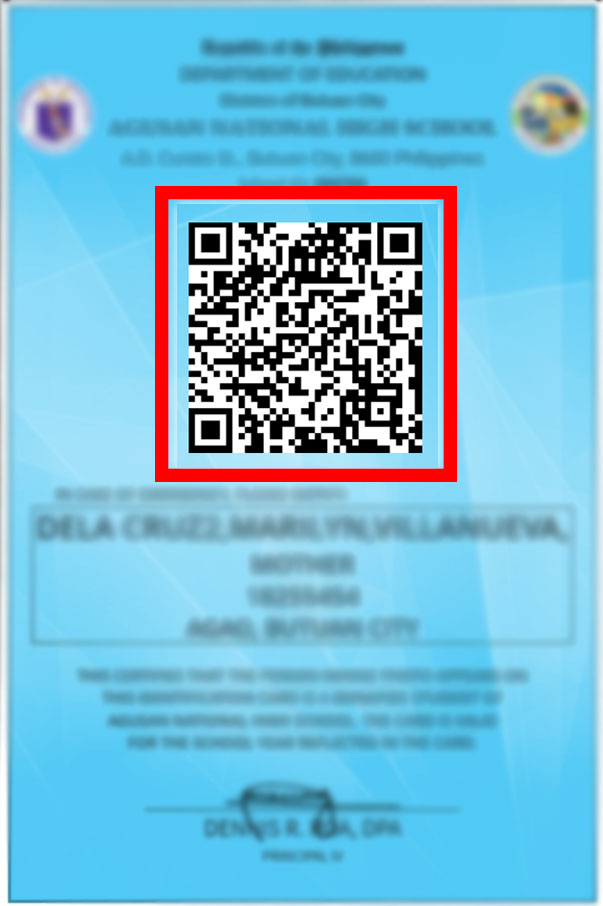 Republic of the Philippines
DEPARTMENT OF EDUCATION
Division of Butuan City
AGUSAN NATIONAL HIGH SCHOOL
A.D. Curato St., Butuan City, 8600 Philippines
IN CASE OF EMERGENCY, PLEASE NOTIFY:
DELA CRUZ2,MARILYN,VILLANUEVA,
MOTHER
AGAO, BUTUAN CITY
THIS CERTIFIES THAT THE PERSON WHOSE PHOTO APPEARS ON
THIS IDENTIFICATION CARD IS A BONAFIDE STUDENT OF
AGUSAN NATIONAL HIGH SCHOOL. THE CARD IS VALID
FOR THE SCHOOL YEAR REFLECTED IN THE CARD.
DENNIS R. DPA
PRINCIPAL IV